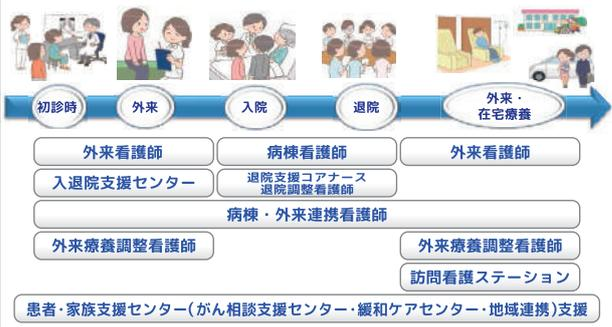 初診時
外来
入院
退院
外来・
在宅療養
外来看護師
病棟看護師
外来看護師
入退院支援センター
退院支援コアナース
退院調整看護師
病棟・外来連携看護師
外来療養調整看護師
外来療養調整看護師
訪問看護ステーション
患者・家族支援センター(がん相談支援センター・緩和ケアセンター・地域連携)支援